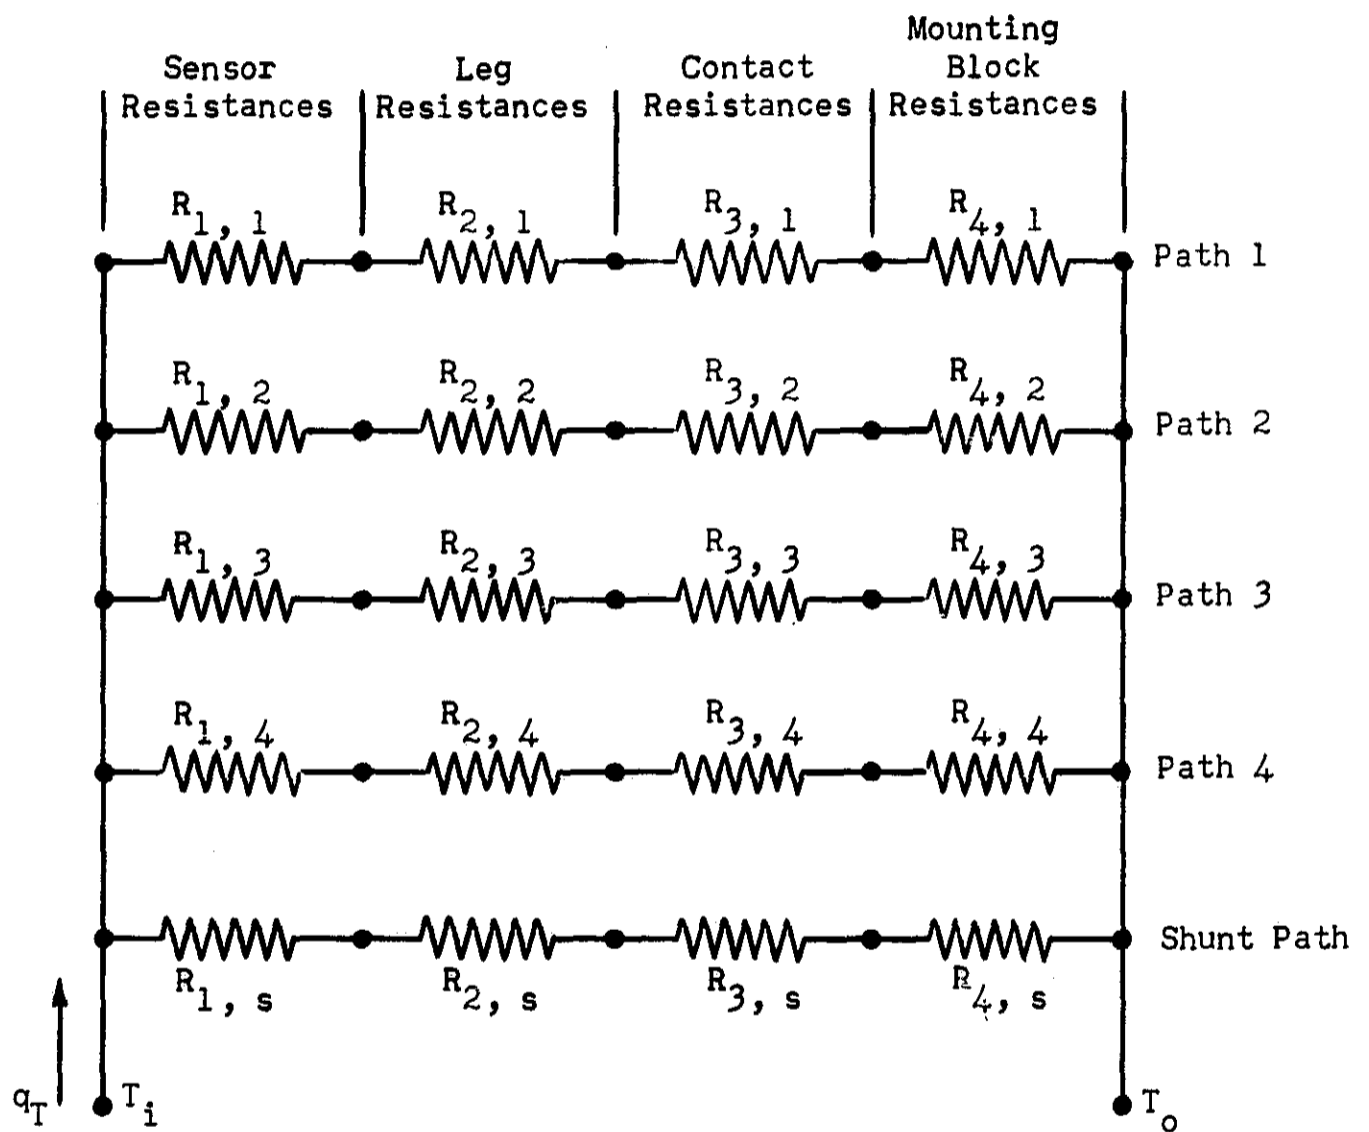 Mounting
Sensor Leg Contact Block
Resistances Resistances Resistances Resistances
R1, 1 R2, 1 R3, 1 R4, 1
Path 1
R1, 2 R2, 2 R3, 2 R4, 2
Path 2
R1, 3 R2, 3 R3, 3 R4, 3
Path 3
R1, 4 R2, 4 R3, 4 R4, 4
Path 4
Shunt Path
R1, s R2, s R3, s R4, s
qT Ti To